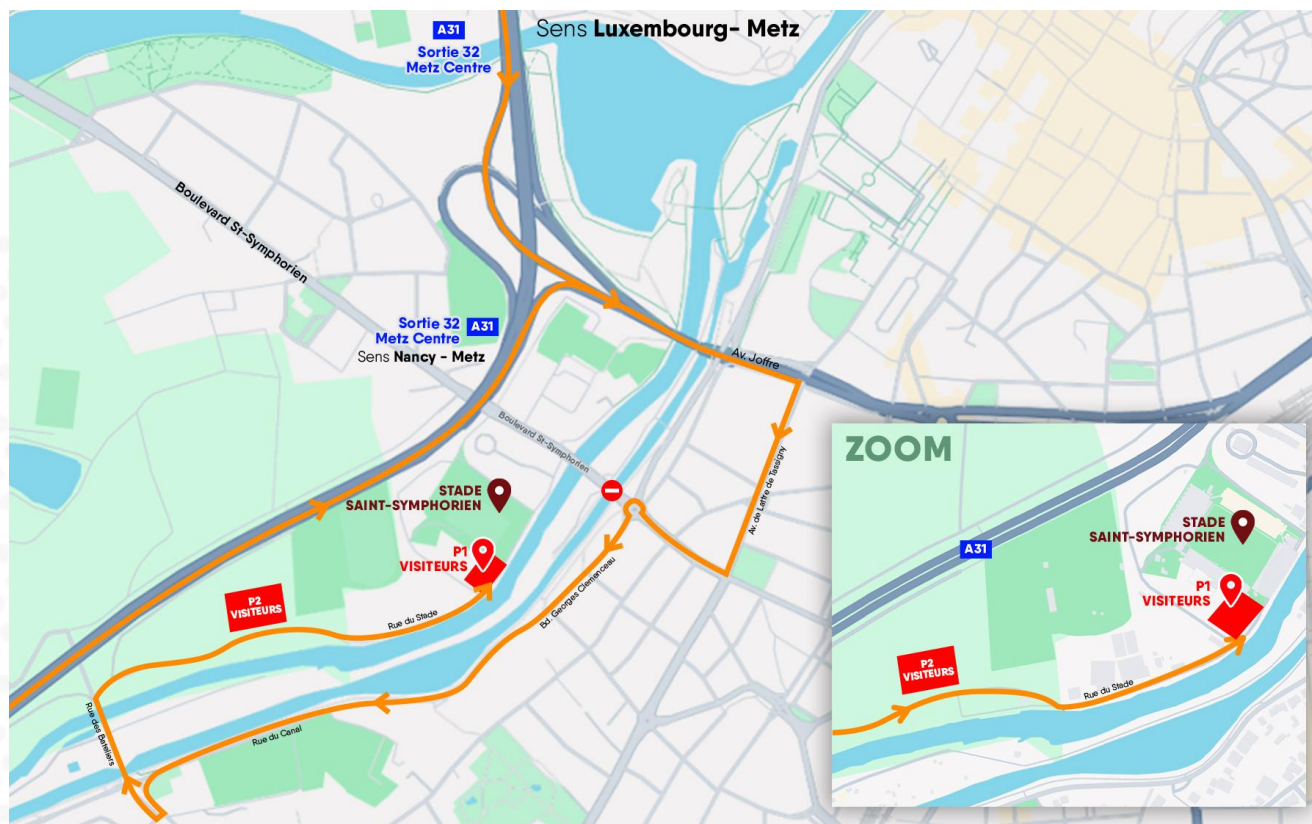 A31
Sens Luxembourg- Metz
Sortie 32
Metz Centre
Boulevard St-Symphorien
Sortie 32
Metz Centre
A31
Sens Nancy - Metz
Av. Joffre
Boulevard St-Symphorien
Av. de Lattre de Tassigny
STADE
SAINT-SYMPHORIEN
P1
VISITEURS
P2
VISITEURS
Rue du Stade
Bd. Georges Clemenceau
Rue des Bateliers
Rue du Canal
ZOOM
STADE
SAINT-SYMPHORIEN
A31
P1
VISITEURS
P2
VISITEURS
Rue du Stade